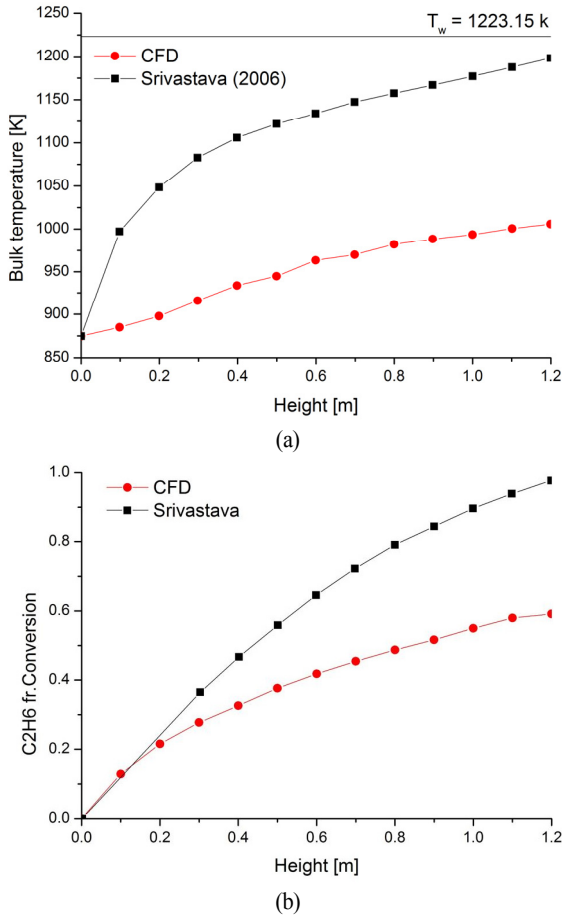 T_w = 1223.15 k
CFD
Srivastava (2006)
Bulk temperature [K]
1250
1200
1150
1100
1050
1000
950
900
850
0.0 0.2 0.4 0.6 0.8 1.0 1.2
Height [m]
(a)
CFD
Srivastava
C2H6 fr.Conversion
1.0
0.8
0.6
0.4
0.2
0.0
0.0 0.2 0.4 0.6 0.8 1.0 1.2
Height [m]
(b)